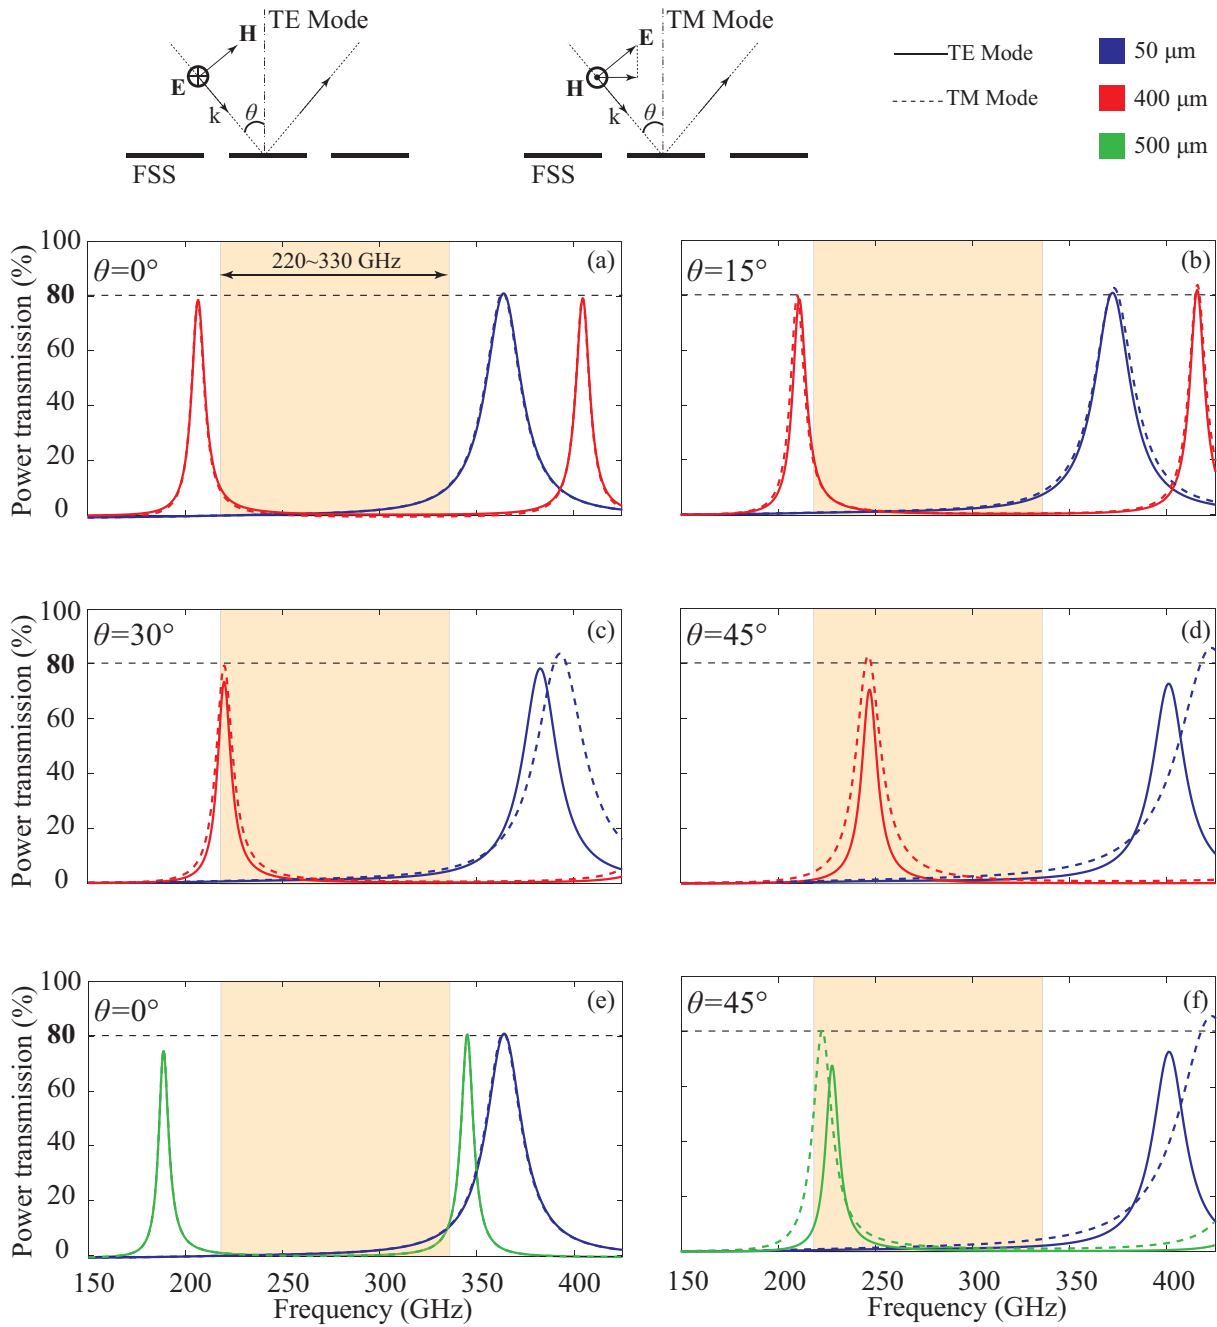 TE Mode
H
E
k
θ
FSS
TM Mode
E
H
k
θ
FSS
TE Mode
TM Mode
50 μm
400 μm
500 μm
Power transmission (%)
100
80
60
40
20
0
θ=0°
220~330 GHz
(a)
θ=15°
(b)
Power transmission (%)
100
80
60
40
20
0
θ=30°
(c)
θ=45°
(d)
Power transmission (%)
100
80
60
40
20
0
θ=0°
(e)
150 200 250 300 350 400
Frequency (GHz)
θ=45°
(f)
150 200 250 300 350 400
Frequency (GHz)